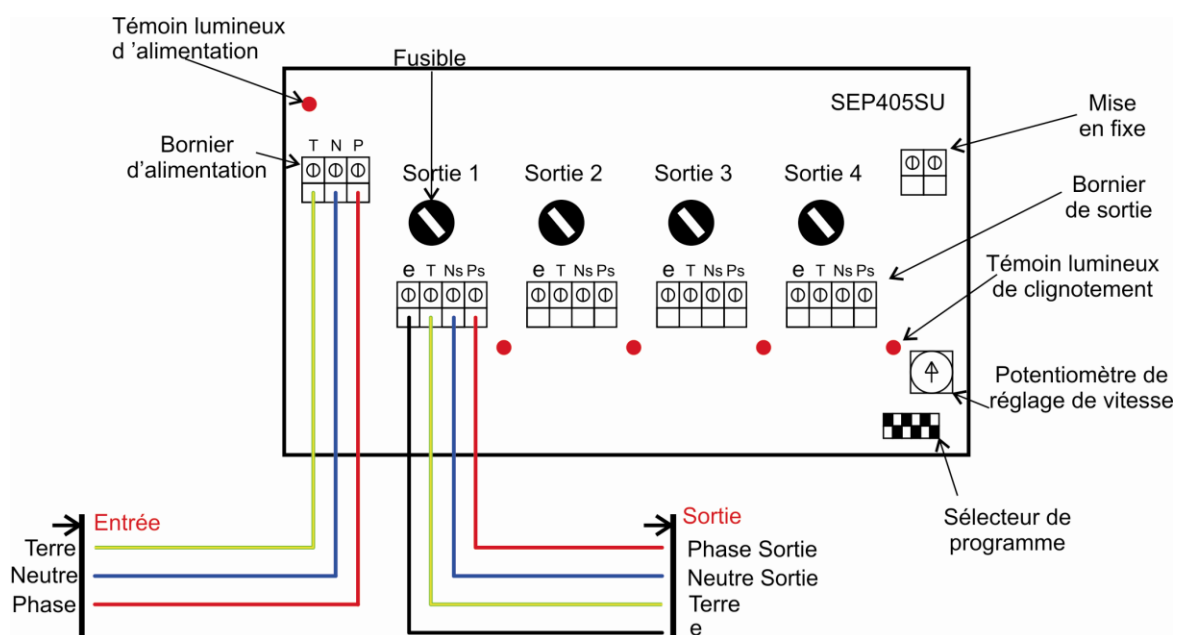 Témoin lumineux
d ’alimentation
Fusible
SEP405SU
Mise
en fixe
Bornier
d’alimentation
T N P
Sortie 1
Sortie 2
Sortie 3
Sortie 4
Bornier
de sortie
e T Ns Ps
e T Ns Ps
e T Ns Ps
e T Ns Ps
Témoin lumineux
de clignotement
Potentiomètre de
réglage de vitesse
Sélecteur de
programme
Entrée
Terre
Neutre
Phase
Sortie
Phase Sortie
Neutre Sortie
Terre
e